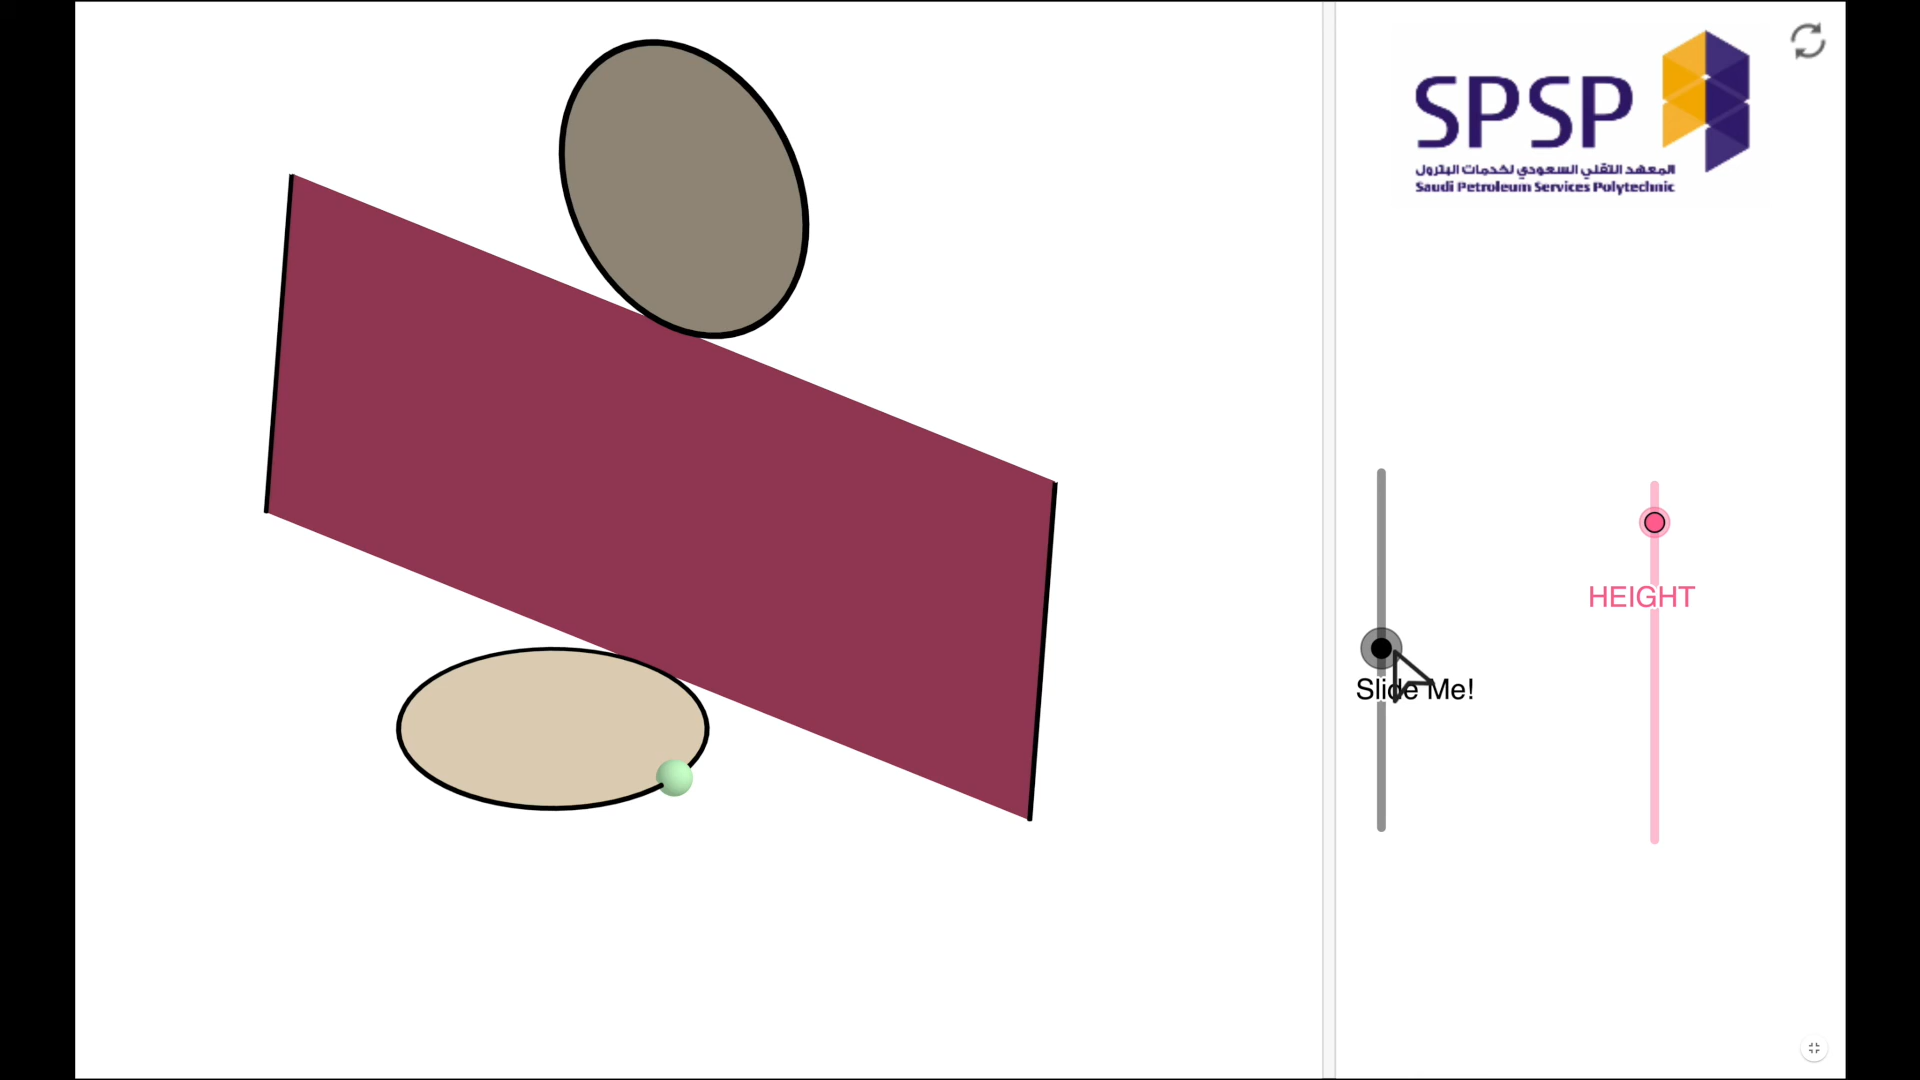 SPSP
المعهد التقني السعودي لخدمات البترول
Saudi Petroleum Services Polytechnic
HEIGHT
Slide Me!